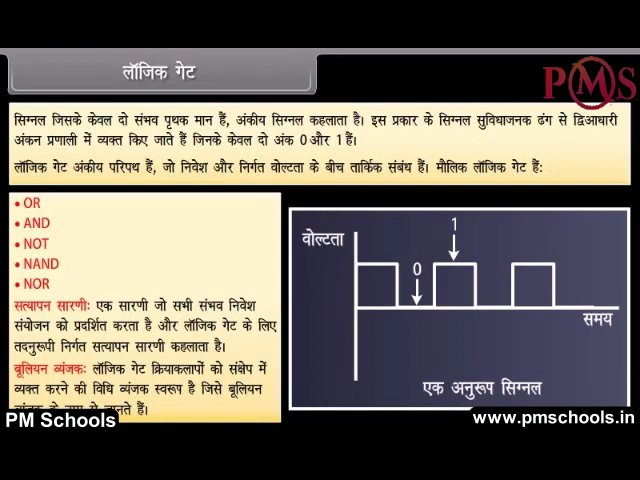 लॉजिक गेट
PMS
सिग्नल जिसके केवल दो संभव पृथक मान हैं, अंकीय सिग्नल कहलाता है। इस प्रकार के सिग्नल सुविधाजनक ढंग से द्विआधारी
अंकन प्रणाली में व्यक्त किए जाते हैं जिनके केवल दो अंक 0 और 1 हैं।
लॉजिक गेट अंकीय परिपथ हैं, जो निवेश और निर्गत वोल्टता के बीच तार्किक संबंध हैं। मौलिक लॉजिक गेट हैं:
• OR
• AND
• NOT
• NAND
• NOR
सत्यापन सारणीः एक सारणी जो सभी संभव निवेश
संयोजन को प्रदर्शित करता है और लॉजिक गेट के लिए
तदनुरूपी निर्गत सत्यापन सारणी कहलाता है।
बूलियन व्यंजकः लॉजिक गेट क्रियाकलापों को संक्षेप में
व्यक्त करने की विधि व्यंजक स्वरूप है जिसे बूलियन
के जानते हैं।
वोल्टता
1
0
समय
एक अनुरूप सिग्नल
PM Schools
www.pmschools.in